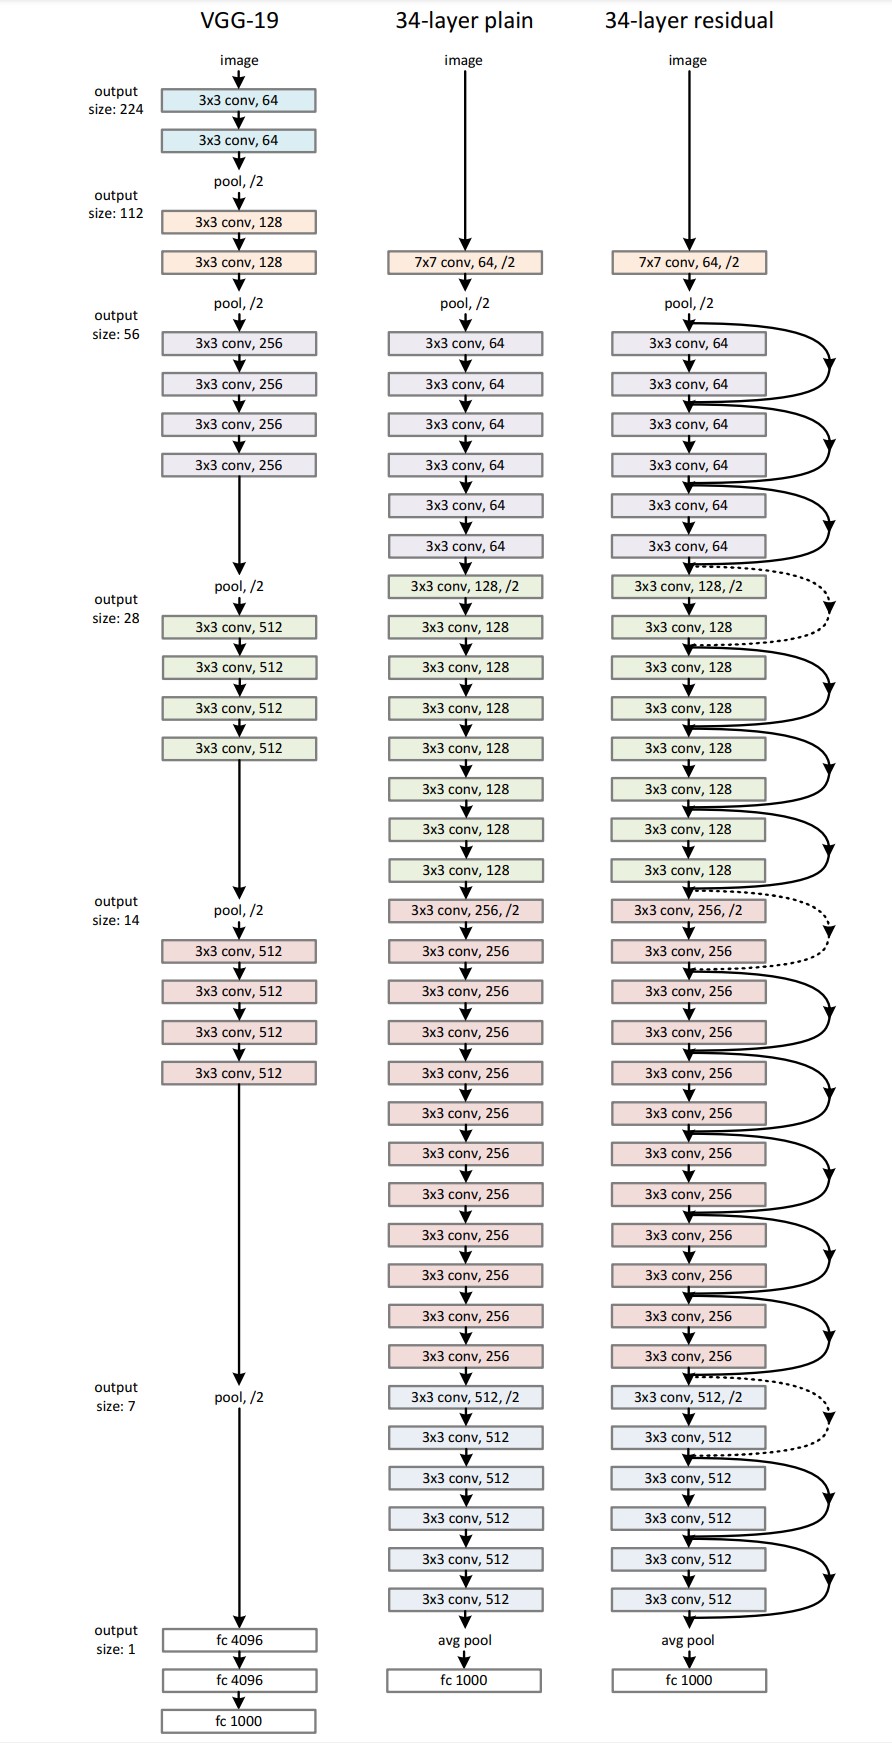 VGG-19
image
output
size: 224
3x3 conv, 64
3x3 conv, 64
pool, /2
output
size: 112
3x3 conv, 128
3x3 conv, 128
pool, /2
output
size: 56
3x3 conv, 256
3x3 conv, 256
3x3 conv, 256
3x3 conv, 256
pool, /2
output
size: 28
3x3 conv, 512
3x3 conv, 512
3x3 conv, 512
3x3 conv, 512
output
size: 14
pool, /2
3x3 conv, 512
3x3 conv, 512
3x3 conv, 512
3x3 conv, 512
output
size: 7
pool, /2
output
size: 1
fc 4096
fc 4096
fc 1000
34-layer plain
image
7x7 conv, 64, /2
pool, /2
3x3 conv, 64
3x3 conv, 64
3x3 conv, 64
3x3 conv, 64
3x3 conv, 64
3x3 conv, 64
3x3 conv, 128, /2
3x3 conv, 128
3x3 conv, 128
3x3 conv, 128
3x3 conv, 128
3x3 conv, 128
3x3 conv, 128
3x3 conv, 128
3x3 conv, 256, /2
3x3 conv, 256
3x3 conv, 256
3x3 conv, 256
3x3 conv, 256
3x3 conv, 256
3x3 conv, 256
3x3 conv, 256
3x3 conv, 256
3x3 conv, 256
3x3 conv, 256
3x3 conv, 256
3x3 conv, 512, /2
3x3 conv, 512
3x3 conv, 512
3x3 conv, 512
3x3 conv, 512
3x3 conv, 512
avg pool
fc 1000
34-layer residual
image
7x7 conv, 64, /2
pool, /2
3x3 conv, 64
3x3 conv, 64
3x3 conv, 64
3x3 conv, 64
3x3 conv, 64
3x3 conv, 64
3x3 conv, 128, /2
3x3 conv, 128
3x3 conv, 128
3x3 conv, 128
3x3 conv, 128
3x3 conv, 128
3x3 conv, 128
3x3 conv, 128
3x3 conv, 256, /2
3x3 conv, 256
3x3 conv, 256
3x3 conv, 256
3x3 conv, 256
3x3 conv, 256
3x3 conv, 256
3x3 conv, 256
3x3 conv, 256
3x3 conv, 256
3x3 conv, 256
3x3 conv, 256
3x3 conv, 512, /2
3x3 conv, 512
3x3 conv, 512
3x3 conv, 512
3x3 conv, 512
3x3 conv, 512
avg pool
fc 1000